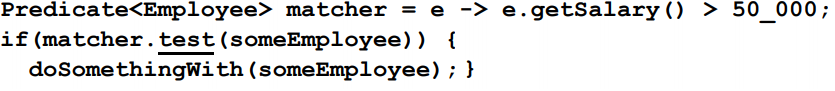 Predicate<Employee> matcher = e -> e.getSalary() > 50_000;
if(matcher.test(someEmployee)) {
  doSomethingWith(someEmployee);}